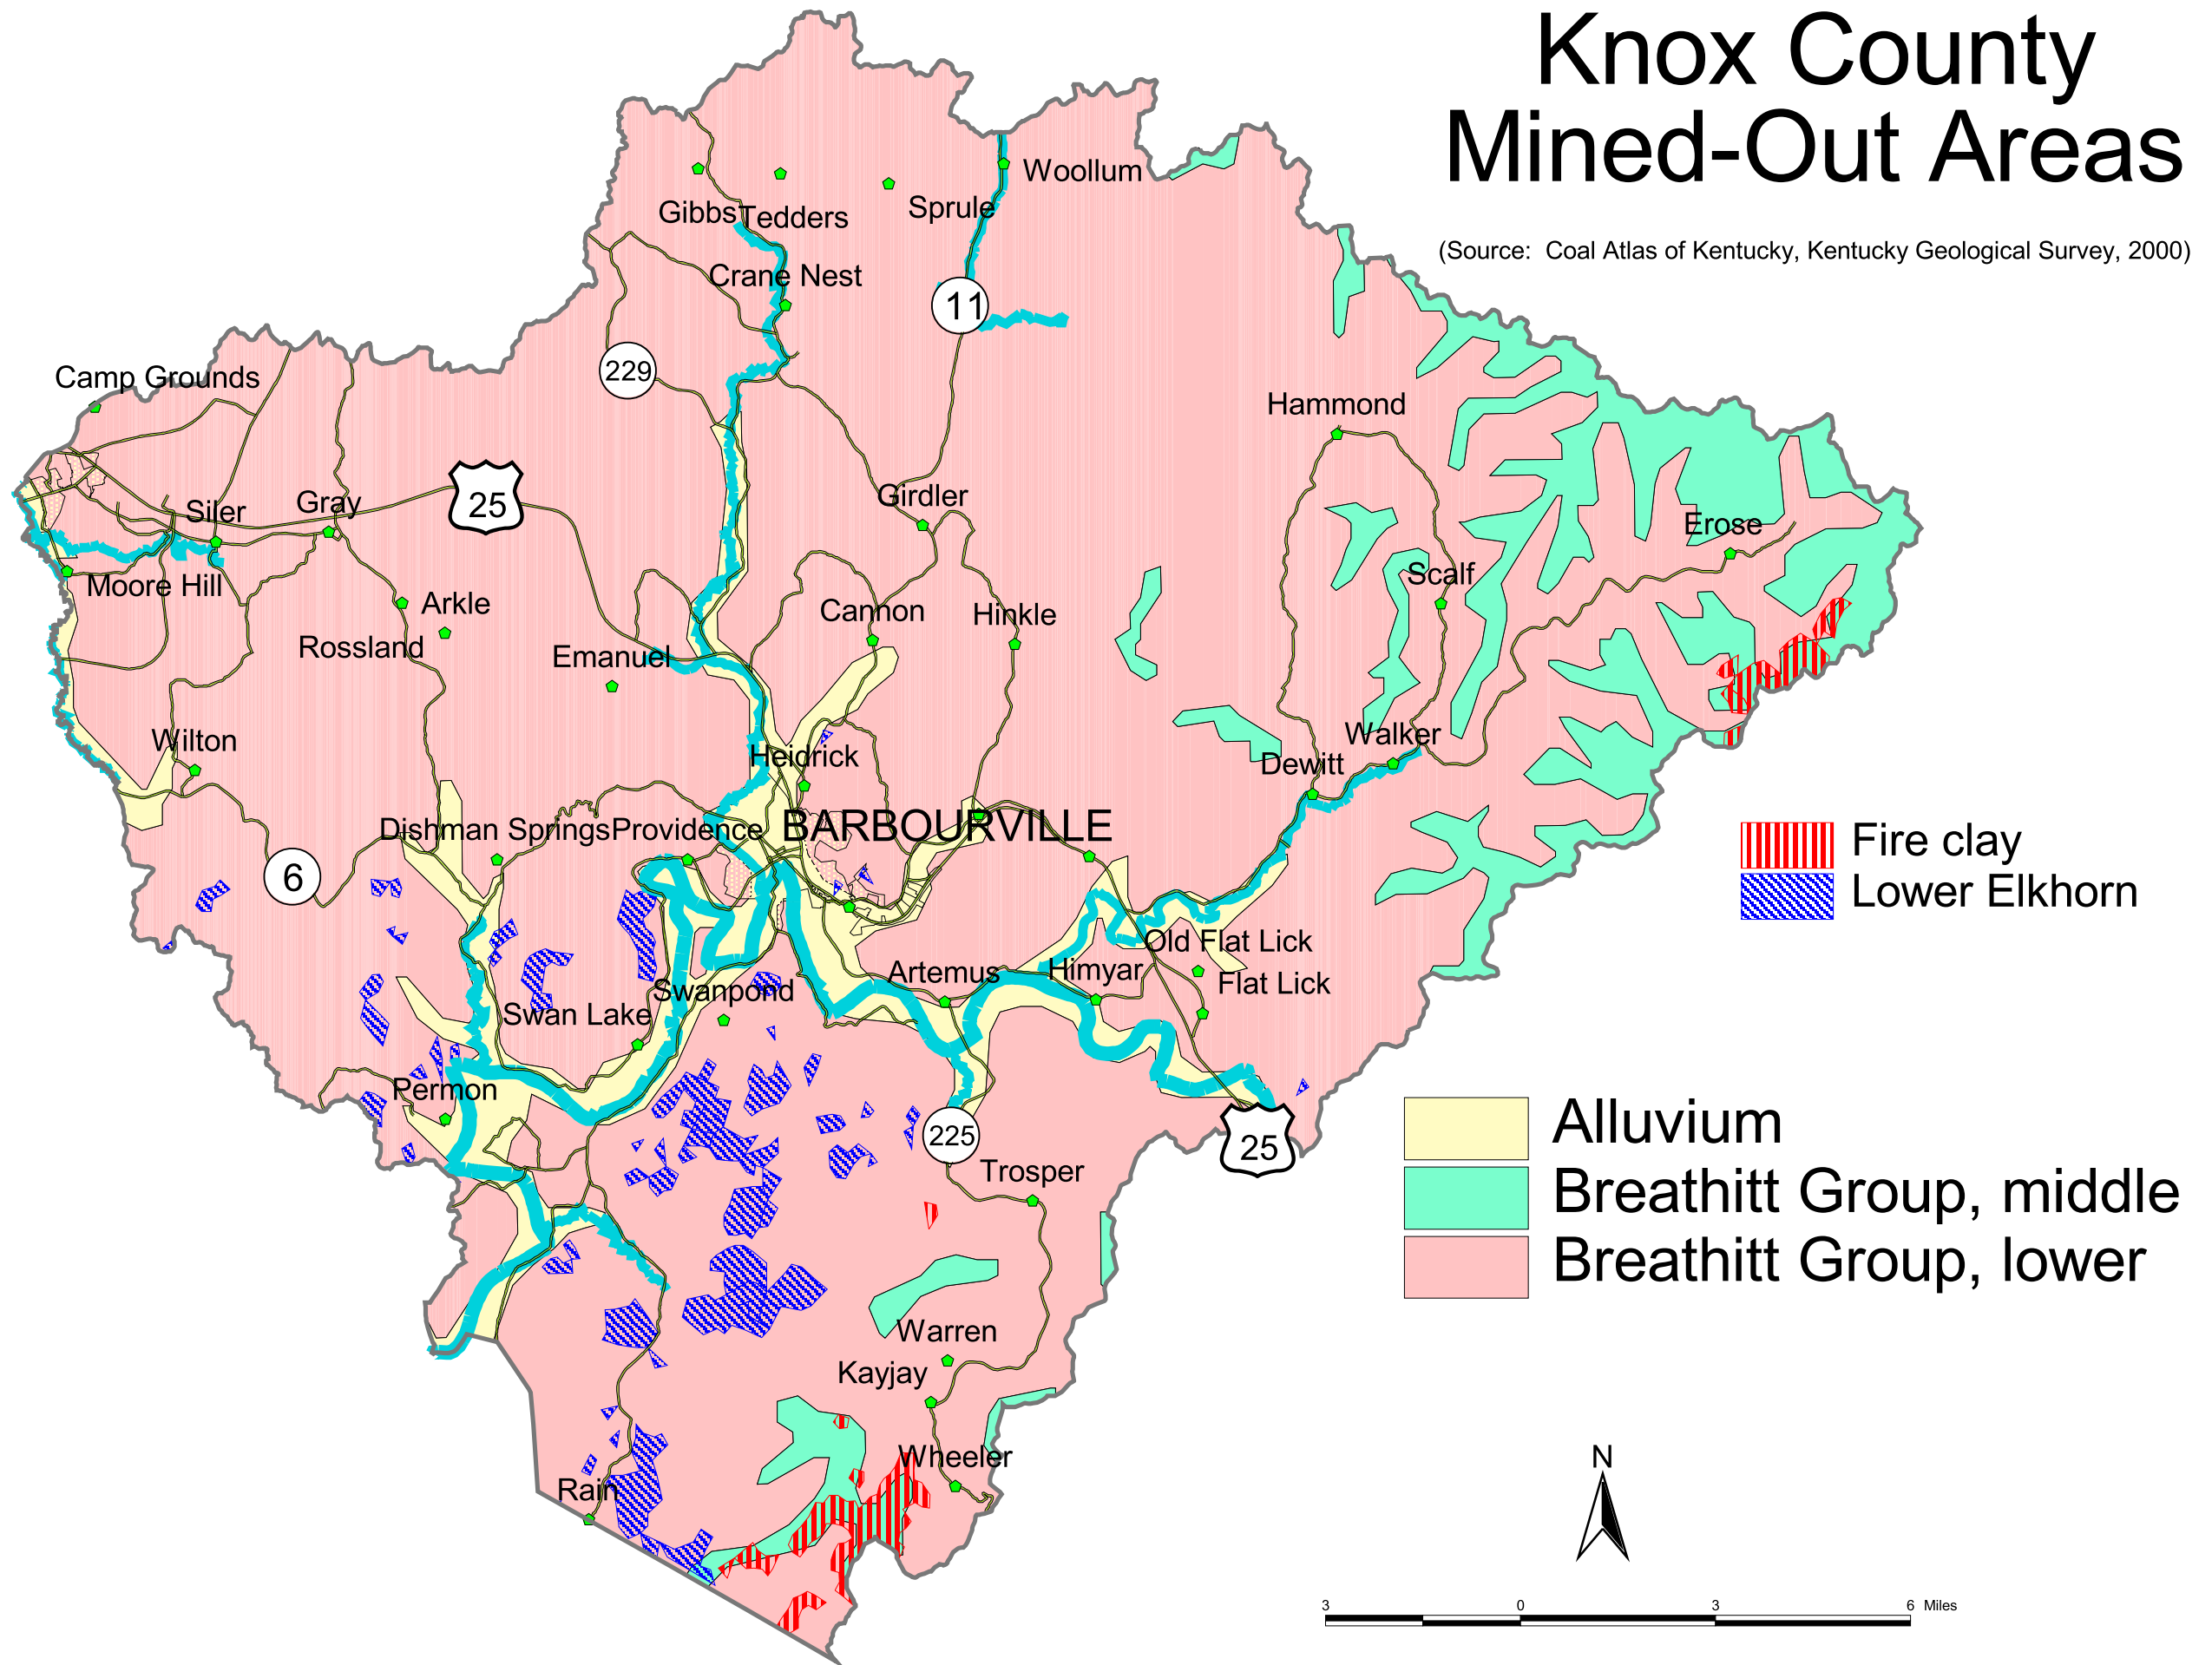 Knox County
Mined-Out Areas
(Source: Coal Atlas of Kentucky, Kentucky Geological Survey, 2000)
Woollum
Sprule
Gibbs
Tedders
Crane Nest
11
229
Camp Grounds
Hammond
25
Girdler
Siler
Gray
Erose
Moore Hill
Arkle
Scalf
Cannon
Hinkle
Rossland
Emanuel
Wilton
Walker
Heidrick
Dewitt
Dishman Springs
Providence
BARBOURVILLE
6
Fire clay
Lower Elkhorn
Old Flat Lick
Artemus
Himyar
Flat Lick
Swanpond
Swan Lake
Permon
225
25
Trosper
Alluvium
Breathitt Group, middle
Breathitt Group, lower
Warren
Kayjay
Wheeler
Rain
N
3 0 3 6 Miles